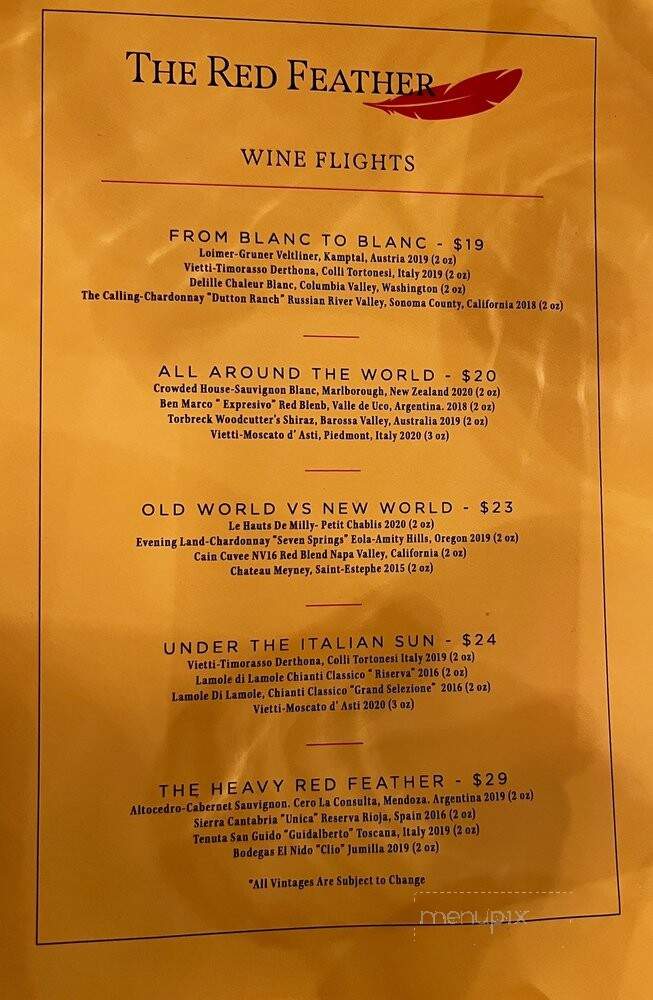 THE RED FEATHER
WINE FLIGHTS
FROM BLANC TO BLANC - $19
Loimer-Gruner Veltliner, Kamptal, Austria 2019 (2 oz)
Vietti-Timorasso Derthona, Colli Tortonesi, Italy 2019 (2 oz)
Delille Chaleur Blanc, Columbia Valley, Washington (2 oz)
The Calling-Chardonnay "Dutton Ranch" Russian River Valley, Sonoma County, California 2018 (2 oz)
ALL AROUND THE WORLD - $20
Crowded House-Sauvignon Blanc, Marlborough, New Zealand 2020 (2 oz)
Ben Marco " Expresivo" Red Blenb, Valle de Uco, Argentina. 2018 (2 oz)
Torbreck Woodcutter's Shiraz, Barossa Valley, Australia 2019 (2 oz)
Vietti-Moscato d' Asti, Piedmont, Italy 2020 (3 oz)
OLD WORLD VS NEW WORLD - $23
Le Hauts De Milly- Petit Chablis 2020 (2 oz)
Evening Land-Chardonnay "Seven Springs" Eola-Amity Hills, Oregon 2019 (2 oz)
Cain Cuvee NV16 Red Blend Napa Valley, California (2 oz)
Chateau Meyney, Saint-Estephe 2015 (2 oz)
UNDER THE ITALIAN SUN - $24
Vietti-Timorasso Derthona, Colli Tortonesi Italy 2019 (2 oz)
Lamole di Lamole Chianti Classico " Riserva" 2016 (2 oz)
Lamole Di Lamole, Chianti Classico "Grand Selezione" 2016 (2 oz)
Vietti-Moscato d' Asti 2020 (3 oz)
THE HEAVY RED FEATHER - $29
Altocedro-Cabernet Sauvignon. Cero La Consulta, Mendoza. Argentina 2019 (2 oz)
Sierra Cantabria "Unica" Reserva Rioja, Spain 2016 (2 oz)
Tenuta San Guido "Guidalberto" Toscana, Italy 2019 (2 oz)
Bodegas El Nido "Clio" Jumilla 2019 (2 oz)
*All Vintages Are Subject to Change
menupix